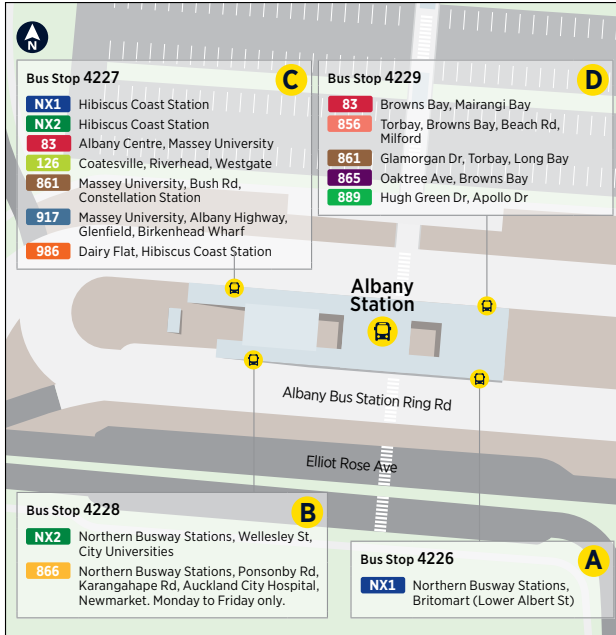 N
Bus Stop 4227
C
NX1 Hibiscus Coast Station
NX2 Hibiscus Coast Station
83 Albany Centre, Massey University
126 Coatesville, Riverhead, Westgate
861 Massey University, Bush Rd,
Constellation Station
917 Massey University, Albany Highway,
Glenfield, Birkenhead Wharf
986 Dairy Flat, Hibiscus Coast Station
Bus Stop 4229
D
83 Browns Bay, Mairangi Bay
856 Torbay, Browns Bay, Beach Rd,
Milford
861 Glamorgan Dr, Torbay, Long Bay
865 Oaktree Ave, Browns Bay
889 Hugh Green Dr, Apollo Dr
Albany
Station
Albany Bus Station Ring Rd
Elliot Rose Ave
Bus Stop 4228
B
NX2 Northern Busway Stations, Wellesley St,
City Universities
866 Northern Busway Stations, Ponsonby Rd,
Karangahape Rd, Auckland City Hospital,
Newmarket. Monday to Friday only.
Bus Stop 4226
A
NX1 Northern Busway Stations,
Britomart (Lower Albert St)